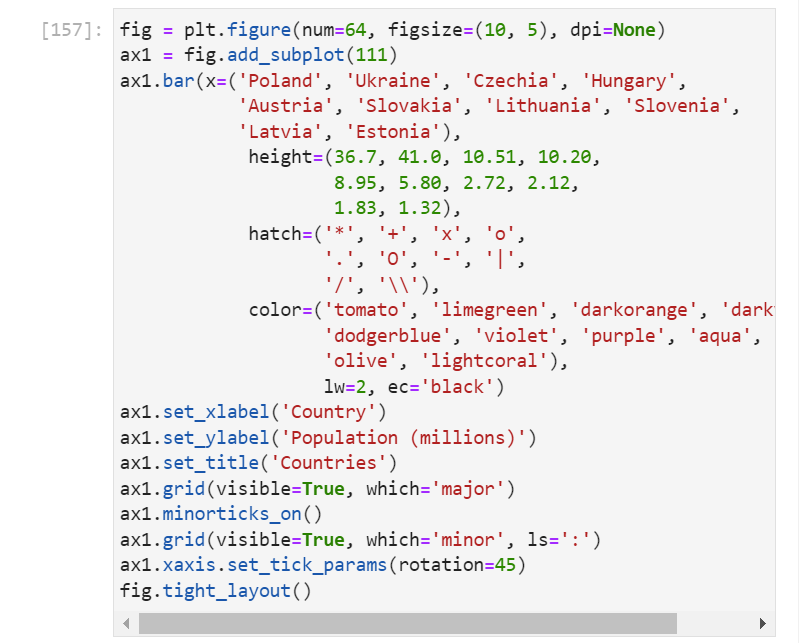 [157]: fig = plt.figure(num=64, figsize=(10, 5), dpi=None)
ax1 = fig.add_subplot(111)
ax1.bar(x=('Poland', 'Ukraine', 'Czechia', 'Hungary',
           'Austria', 'Slovakia', 'Lithuania', 'Slovenia',
           'Latvia', 'Estonia'),
            height=(36.7, 41.0, 10.51, 10.20,
                    8.95, 5.80, 2.72, 2.12,
                    1.83, 1.32),
            hatch=('*', '+', 'x', 'o',
                   '.', 'O', '-', '|',
                   '/', '\\'),
            color=('tomato', 'limegreen', 'darkorange', 'dark
                   'dodgerblue', 'violet', 'purple', 'aqua',
                   'olive', 'lightcoral'),
                   lw=2, ec='black')
ax1.set_xlabel('Country')
ax1.set_ylabel('Population (millions)')
ax1.set_title('Countries')
ax1.grid(visible=True, which='major')
ax1.minorticks_on()
ax1.grid(visible=True, which='minor', ls=':')
ax1.xaxis.set_tick_params(rotation=45)
fig.tight_layout()